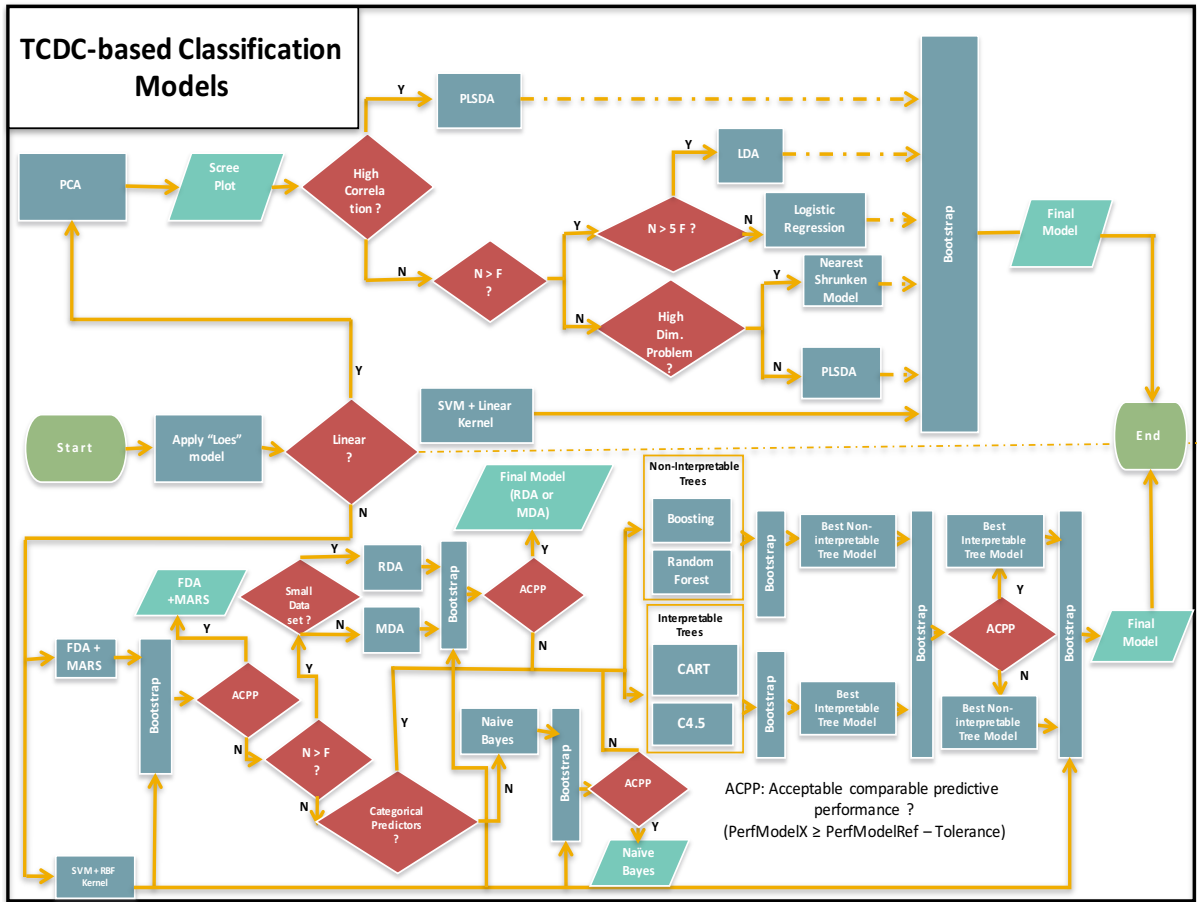 TCDC-based Classification
Models
PCA
Scree
Plot
High
Correla
tion ?
Y
PLSDA
N
N > F
?
Y
N > 5 F ?
Y
LDA
N
Logistic
Regression
N
High
Dim.
Problem
?
Y
Nearest
Shrunken
Model
N
PLSDA
Bootstrap
Final
Model
End
Y
Start
Apply “Loes”
model
Linear
?
SVM + Linear
Kernel
N
Final Model
(RDA or
MDA)
Y
FDA
+MARS
Y
FDA +
MARS
Bootstrap
ACPP
N
N > F
?
Y
Small
Data
set ?
Y
RDA
N
MDA
Bootstrap
ACPP
N
N
Categorical
Predictors
?
Y
N
Naive
Bayes
Bootstrap
N
ACPP
Y
Naïve
Bayes
SVM + RBF
Kernel
Non-Interpretable
Trees
Boosting
Random
Forest
Interpretable
Trees
CART
C4.5
Bootstrap
Bootstrap
Best Non-
interpretable
Tree Model
Best
Interpretable
Tree Model
Bootstrap
Best
Interpretable
Tree Model
Y
ACPP
N
Best Non-
interpretable
Tree Model
Bootstrap
Final
Model
ACPP: Acceptable comparable predictive
performance ?
(PerfModelX ≥ PerfModelRef – Tolerance)